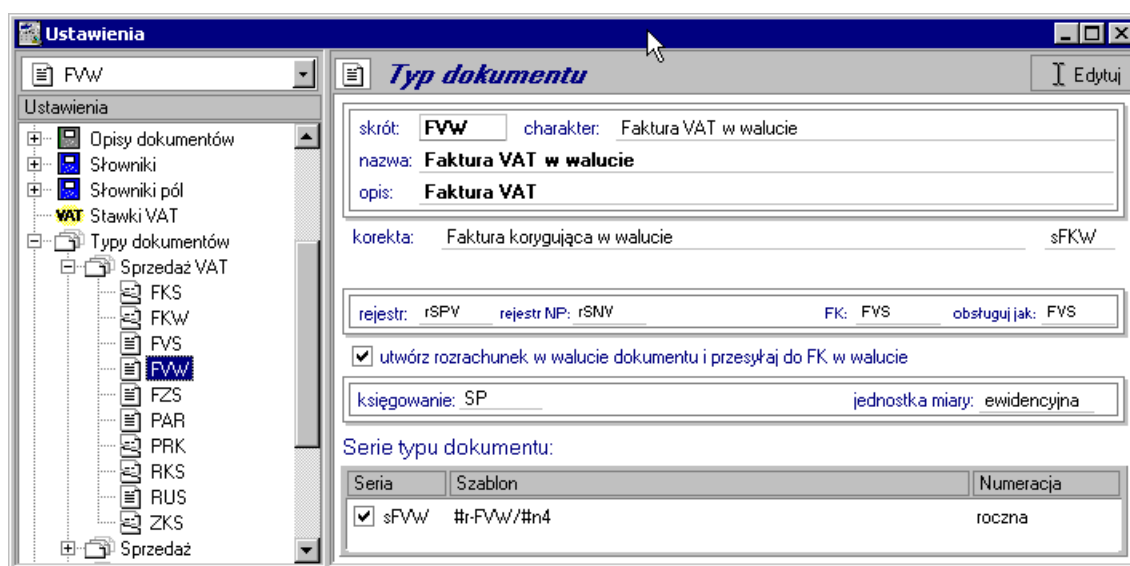 Ustawienia
FVW
Ustawienia
Opisy dokumentów
Słowniki
Słowniki pól
VAT Stawki VAT
Typy dokumentów
Sprzedaż VAT
FKS
FKW
FVS
FVW
FZS
PAR
PRK
RKS
RUS
ZKS
Sprzedaż
Typ dokumentu
Edytuj
skrót: FVW charakter: Faktura VAT w walucie
nazwa: Faktura VAT w walucie
opis: Faktura VAT
korekta: Faktura korygująca w walucie sFKW
rejestr: rSPV rejestr NP: rSNV FK: FVS obsługuj jak: FVS
utwórz rozrachunek w walucie dokumentu i przesyłaj do FK w walucie
księgowanie: SP jednostka miary: ewidencyjna
Serie typu dokumentu:
Seria Szablon Numeracja
sFVW #r-FVW/#n4 roczna